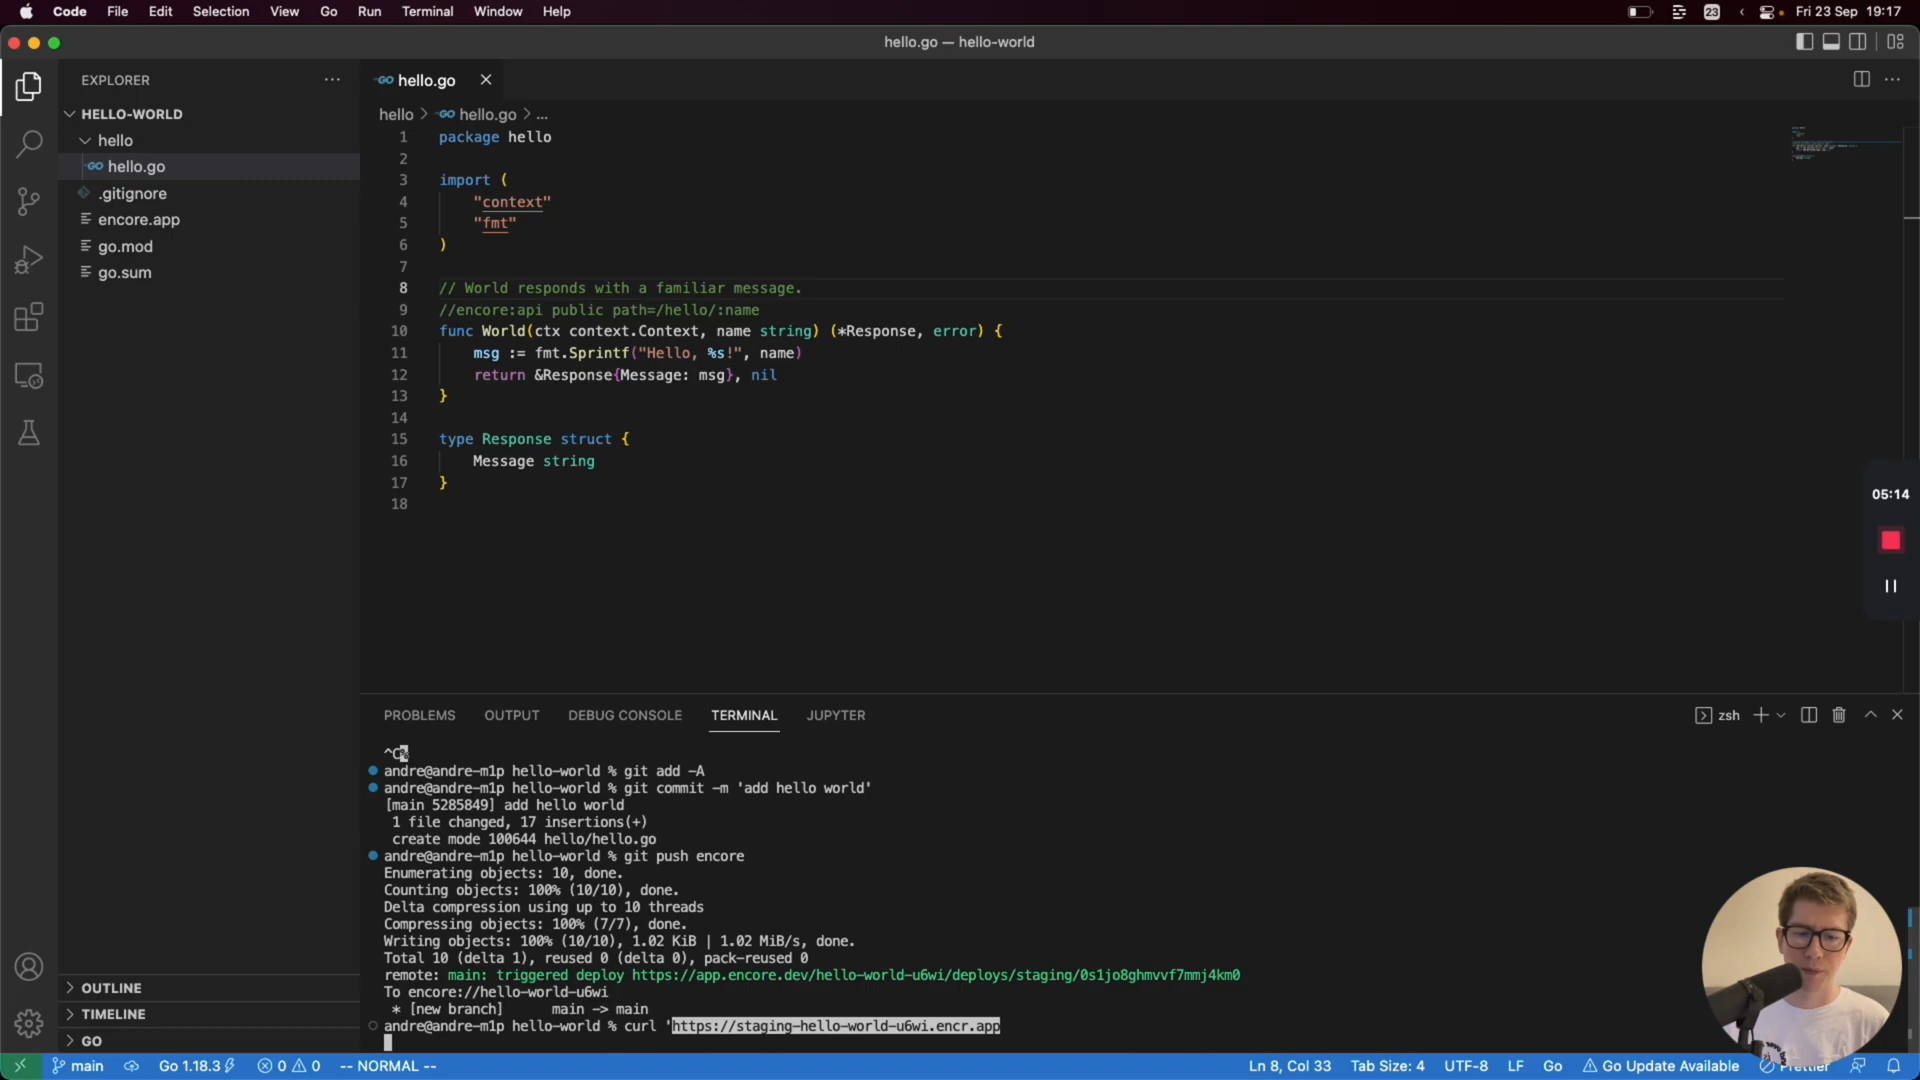 Code File Edit Selection View Go Run Terminal Window Help
23
Fri 23 Sep 19:17
hello.go — hello-world
EXPLORER
HELLO-WORLD
hello
hello.go
.gitignore
encore.app
go.mod
go.sum
OUTLINE
TIMELINE
GO
hello.go
hello > hello.go > ...
1 package hello
2
3 import (
4 "context"
5 "fmt"
6 )
7
8 // World responds with a familiar message.
9 //encore:api public path=/hello/:name
10 func World(ctx context.Context, name string) (*Response, error) {
11 msg := fmt.Sprintf("Hello, %s!", name)
12 return &Response{Message: msg}, nil
13 }
14
15 type Response struct {
16 Message string
17 }
18
05:14
PROBLEMS OUTPUT DEBUG CONSOLE TERMINAL JUPYTER
zsh
^C%
andre@andre-m1p hello-world % git add -A
andre@andre-m1p hello-world % git commit -m 'add hello world'
[main 5285849] add hello world
1 file changed, 17 insertions(+)
create mode 100644 hello/hello.go
andre@andre-m1p hello-world % git push encore
Enumerating objects: 10, done.
Counting objects: 100% (10/10), done.
Delta compression using up to 10 threads
Compressing objects: 100% (7/7), done.
Writing objects: 100% (10/10), 1.02 KiB | 1.02 MiB/s, done.
Total 10 (delta 1), reused 0 (delta 0), pack-reused 0
remote: main: triggered deploy https://app.encore.dev/hello-world-u6wi/deploys/staging/0s1jo8ghmvvf7mmj4km0
To encore://hello-world-u6wi
* [new branch] main -> main
andre@andre-m1p hello-world % curl 'https://staging-hello-world-u6wi.encr.app
main Go 1.18.3 0 0 -- NORMAL --
Ln 8, Col 33 Tab Size: 4 UTF-8 LF Go Go Update Available Prettier